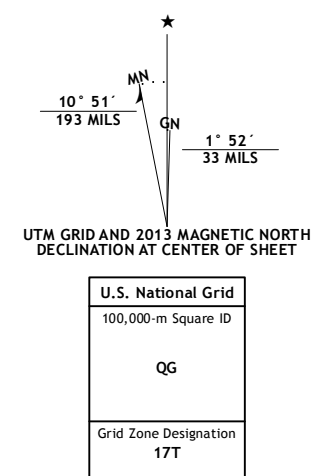 ★
MN
GN
10° 51´
193 MILS
1° 52´
33 MILS
UTM GRID AND 2013 MAGNETIC NORTH
DECLINATION AT CENTER OF SHEET
U.S. National Grid
100,000-m Square ID
QG
Grid Zone Designation
17T